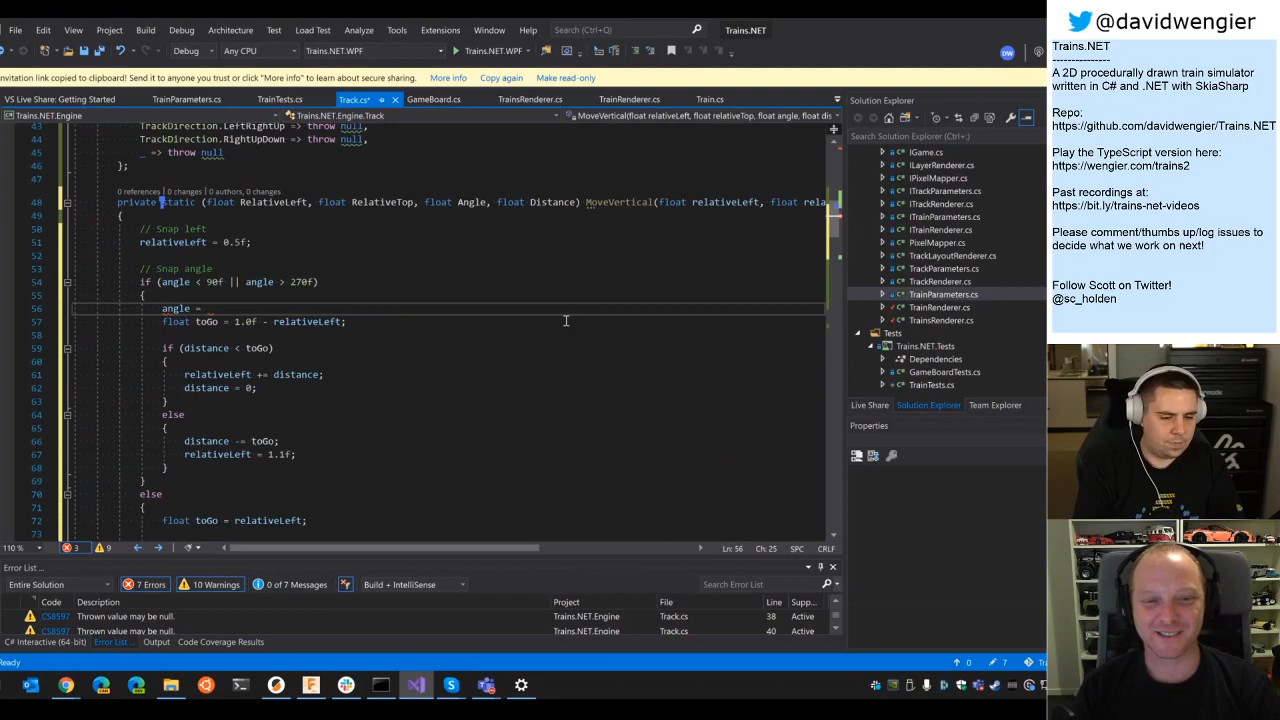 File Edit View Project Build Debug Architecture Test Load Test Analyze Tools Extensions Window Help Search (Ctrl+Q) Trains.NET
Debug Any CPU Trains.NET.WPF Trains.NET.WPF Live Share
nvitation link copied to clipboard! Send it to anyone you trust or click "More info" to learn about secure sharing. More info Copy again Make read-only
VS Live Share: Getting Started TrainParameters.cs TrainTests.cs Track.cs* GameBoard.cs TrainsRenderer.cs TrainRenderer.cs Train.cs
Trains.NET.Engine Trains.NET.Engine.Track MoveVertical(float relativeLeft, float relativeTop, float angle, float dis
43 TrackDirection.LeftRightUp => throw null,
44 TrackDirection.RightUpDown => throw null,
45 _ => throw null
46 };
47
0 references | 0 changes | 0 authors, 0 changes
48 private static (float RelativeLeft, float RelativeTop, float Angle, float Distance) MoveVertical(float relativeLeft, float rela
49 {
50 // Snap left
51 relativeLeft = 0.5f;
52
53 // Snap angle
54 if (angle < 90f || angle > 270f)
55 {
56 angle =
57 float toGo = 1.0f - relativeLeft;
58
59 if (distance < toGo)
60 {
61 relativeLeft += distance;
62 distance = 0;
63 }
64 else
65 {
66 distance -= toGo;
67 relativeLeft = 1.1f;
68 }
69 }
70 else
71 {
72 float toGo = relativeLeft;
73
110 % 3 9 Ln: 56 Ch: 25 SPC CRLF
Error List ...
Entire Solution 7 Errors 10 Warnings 0 of 7 Messages Build + IntelliSense Search Error List
Code Description Project File Line Supp...
CS8597 Thrown value may be null. Trains.NET.Engine Track.cs 38 Active
CS8597 Thrown value may be null. Trains.NET.Engine Track.cs 40 Active
C# Interactive (64-bit) Error List ... Output Code Coverage Results
Ready 0 7
Solution Explorer
Search Solution Explorer (Ctrl+;)
IGame.cs
ILayerRenderer.cs
IPixelMapper.cs
ITrackParameters.cs
ITrackRenderer.cs
ITrainParameters.cs
ITrainRenderer.cs
PixelMapper.cs
TrackLayoutRenderer.cs
TrackParameters.cs
TrackRenderer.cs
TrainParameters.cs
TrainRenderer.cs
TrainsRenderer.cs
Tests
Trains.NET.Tests
Dependencies
GameBoardTests.cs
TrainTests.cs
Live Share Solution Explorer Team Explorer
Properties
@davidwengier
Trains.NET
---------------
A 2D procedurally drawn train simulator
written in C# and .NET with SkiaSharp
Repo:
https://github.com/davidwengier/Trains.NET
Play the TypeScript version here:
https://wengier.com/trains2
Past recordings at:
https://bit.ly/trains-net-videos
Please comment/thumbs up/log issues to
decide what we work on next!
Follow Scott on Twitter!
@sc_holden